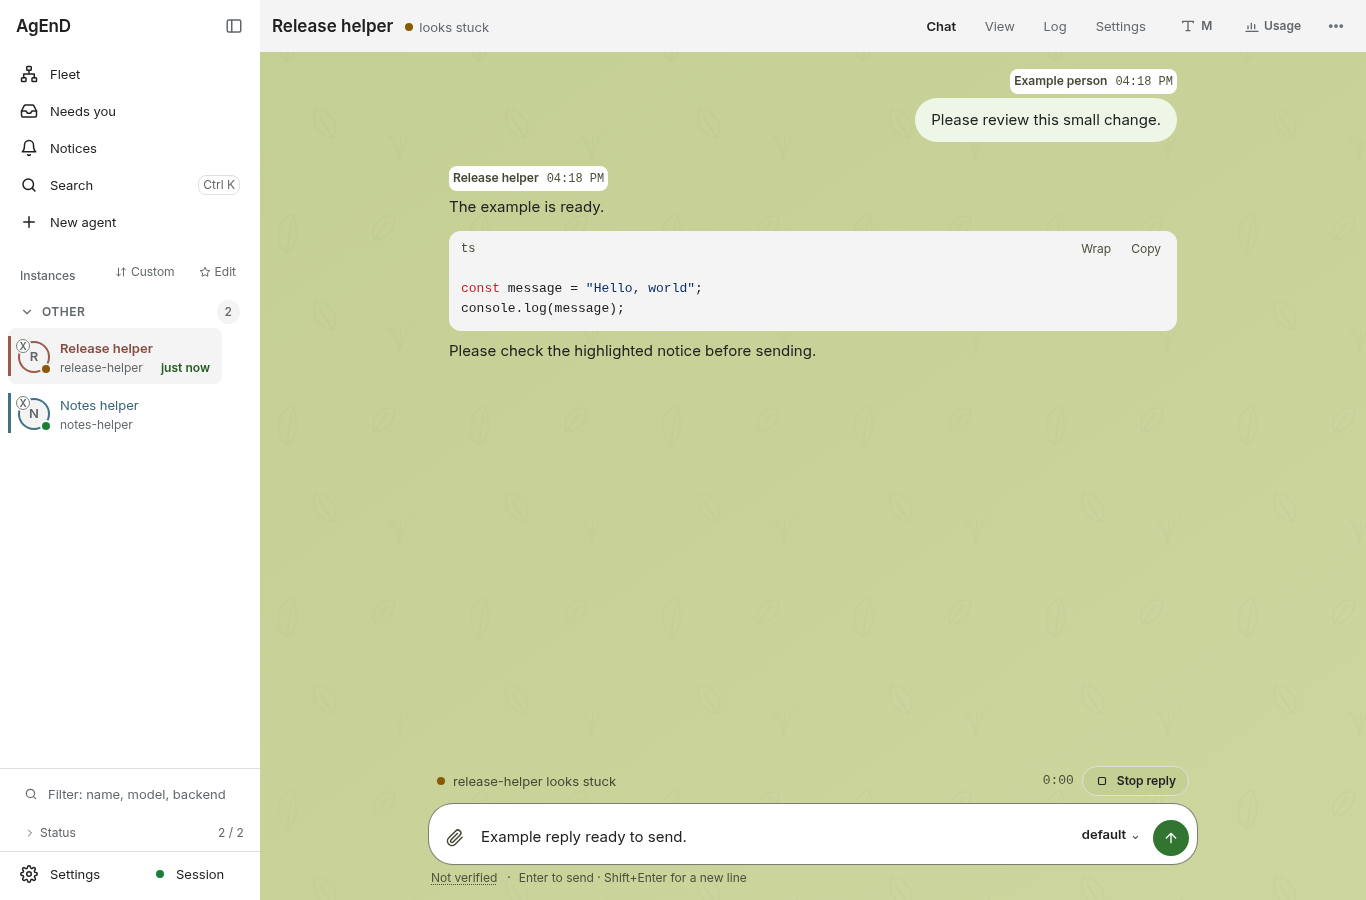 AgEnD
Fleet
Needs you
Notices
Search Ctrl K
New agent
Instances Custom Edit
OTHER 2
X R Release helper
release-helper just now
X N Notes helper
notes-helper
Filter: name, model, backend
Status 2 / 2
Settings Session
Release helper looks stuck Chat View Log Settings T M Usage •••
Example person 04:18 PM
Please review this small change.
Release helper 04:18 PM
The example is ready.
ts Wrap Copy
const message = "Hello, world";
console.log(message);
Please check the highlighted notice before sending.
release-helper looks stuck 0:00 Stop reply
Example reply ready to send. default
Not verified · Enter to send · Shift+Enter for a new line